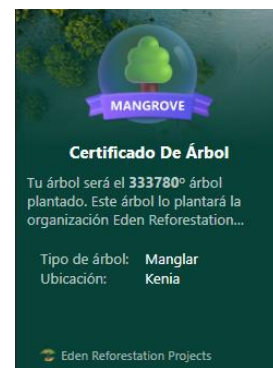 MANGROVE
Certificado De Árbol
Tu árbol será el 333780º árbol
plantado. Este árbol lo plantará la
organización Eden Reforestation...
Tipo de árbol: Manglar
Ubicación: Kenia
Eden Reforestation Projects